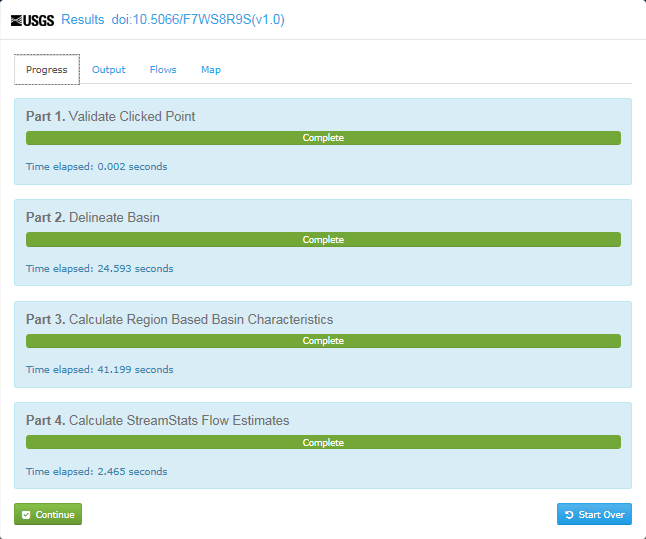 USGS Results doi:10.5066/F7WS8R9S(v1.0)
Progress Output Flows Map
Part 1. Validate Clicked Point
Complete
Time elapsed: 0.002 seconds
Part 2. Delineate Basin
Complete
Time elapsed: 24.593 seconds
Part 3. Calculate Region Based Basin Characteristics
Complete
Time elapsed: 41.199 seconds
Part 4. Calculate StreamStats Flow Estimates
Complete
Time elapsed: 2.465 seconds
Continue Start Over